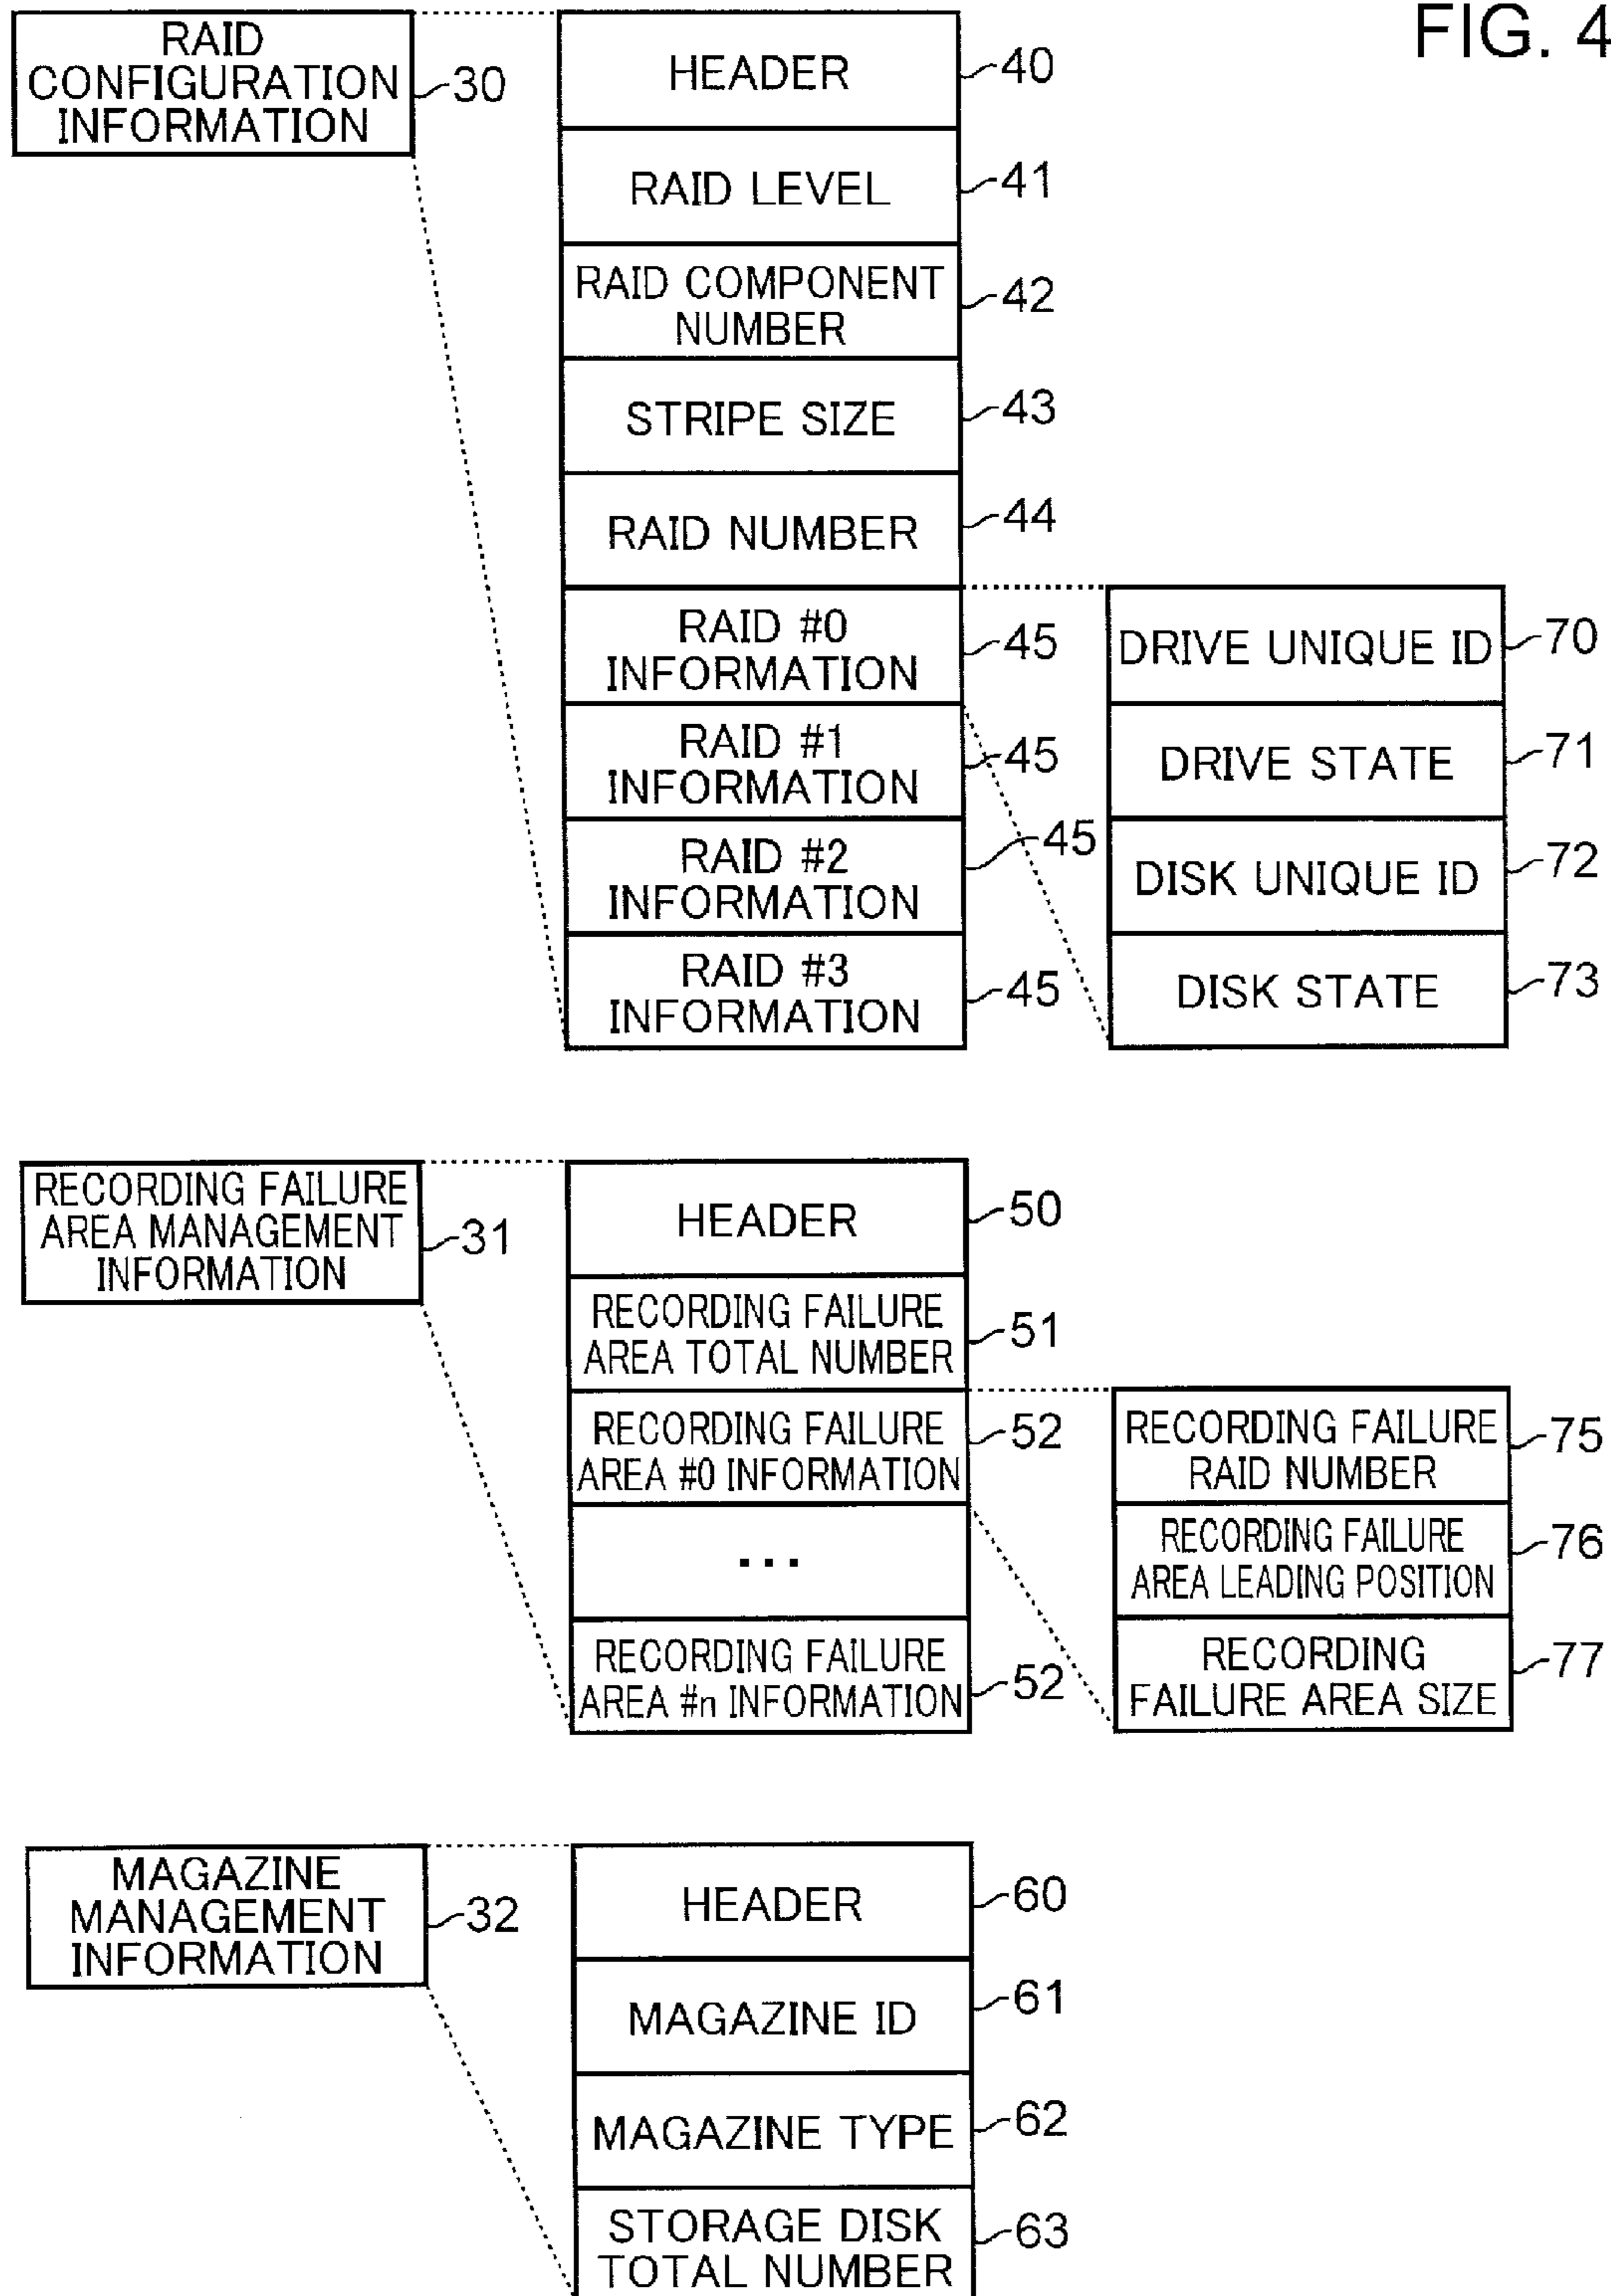 FIG. 4
RAID
CONFIGURATION
INFORMATION
30
HEADER
40
RAID LEVEL
41
RAID COMPONENT
NUMBER
42
STRIPE SIZE
43
RAID NUMBER
44
RAID #0
INFORMATION
45
RAID #1
INFORMATION
45
RAID #2
INFORMATION
45
RAID #3
INFORMATION
45
DRIVE UNIQUE ID
70
DRIVE STATE
71
DISK UNIQUE ID
72
DISK STATE
73
RECORDING FAILURE
AREA MANAGEMENT
INFORMATION
31
HEADER
50
RECORDING FAILURE
AREA TOTAL NUMBER
51
RECORDING FAILURE
AREA #0 INFORMATION
52
...
RECORDING FAILURE
AREA #n INFORMATION
52
RECORDING FAILURE
RAID NUMBER
75
RECORDING FAILURE
AREA LEADING POSITION
76
RECORDING
FAILURE AREA SIZE
77
MAGAZINE
MANAGEMENT
INFORMATION
32
HEADER
60
MAGAZINE ID
61
MAGAZINE TYPE
62
STORAGE DISK
TOTAL NUMBER
63